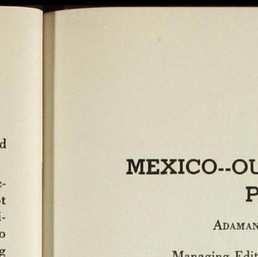 d
c-
t
i-
o
g
MEXICO--OU
P
ADAMAN
Managing Edit